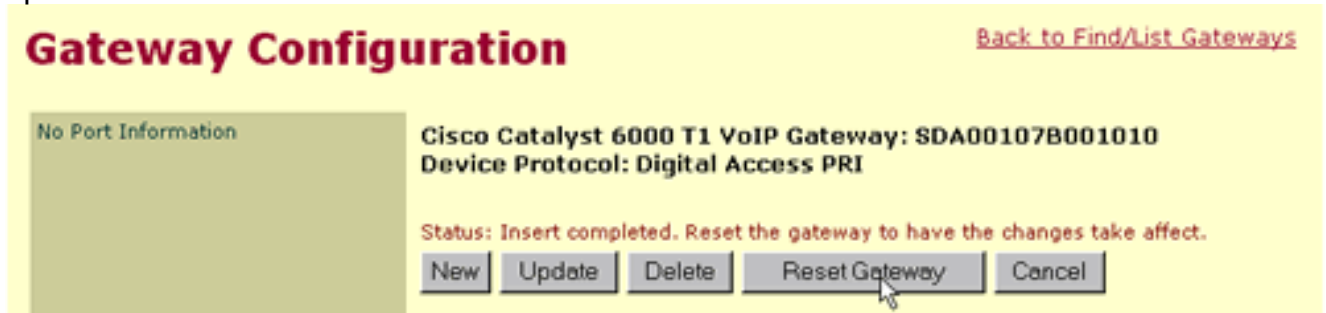 Gateway Configuration
Back to Find/List Gateways
No Port Information
Cisco Catalyst 6000 T1 VoIP Gateway: SDA00107B001010
Device Protocol: Digital Access PRI
Status: Insert completed. Reset the gateway to have the changes take affect.
New Update Delete Reset Gateway Cancel